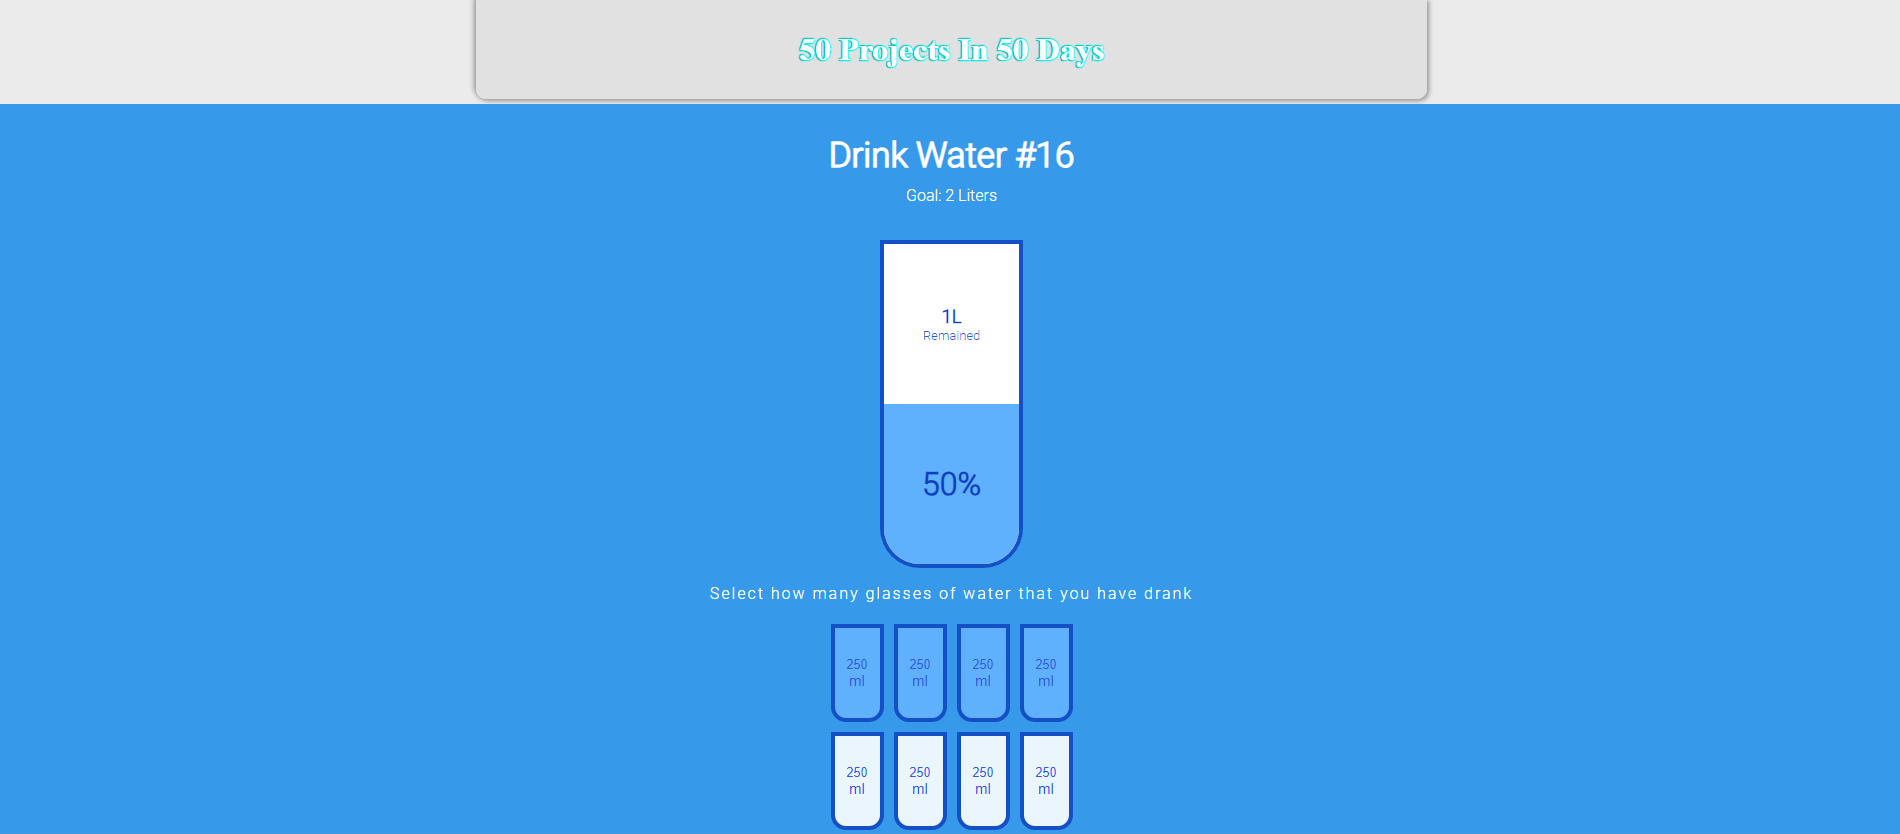 50 Projects In 50 Days
Drink Water #16
Goal: 2 Liters
1L
Remained
50%
Select how many glasses of water that you have drank
250 250 250 250
ml ml ml ml
250 250 250 250
ml ml ml ml